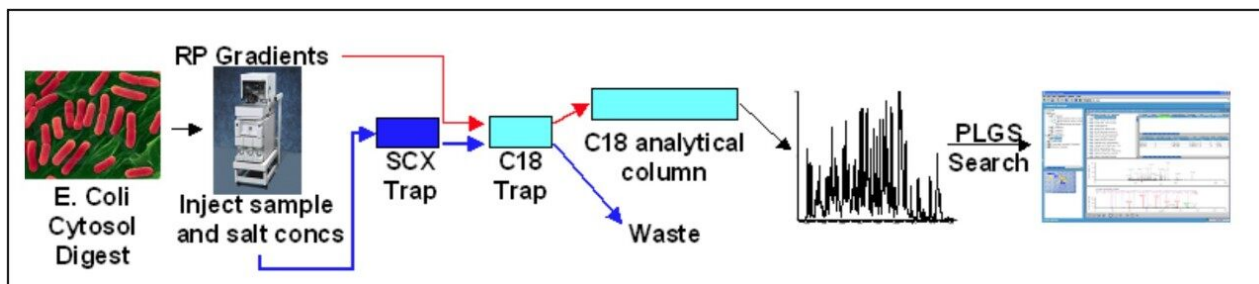 RP Gradients
E. Coli
Cytosol
Digest
Inject sample
and salt concs
SCX
Trap
C18
Trap
C18 analytical
column
Waste
PLGS
Search